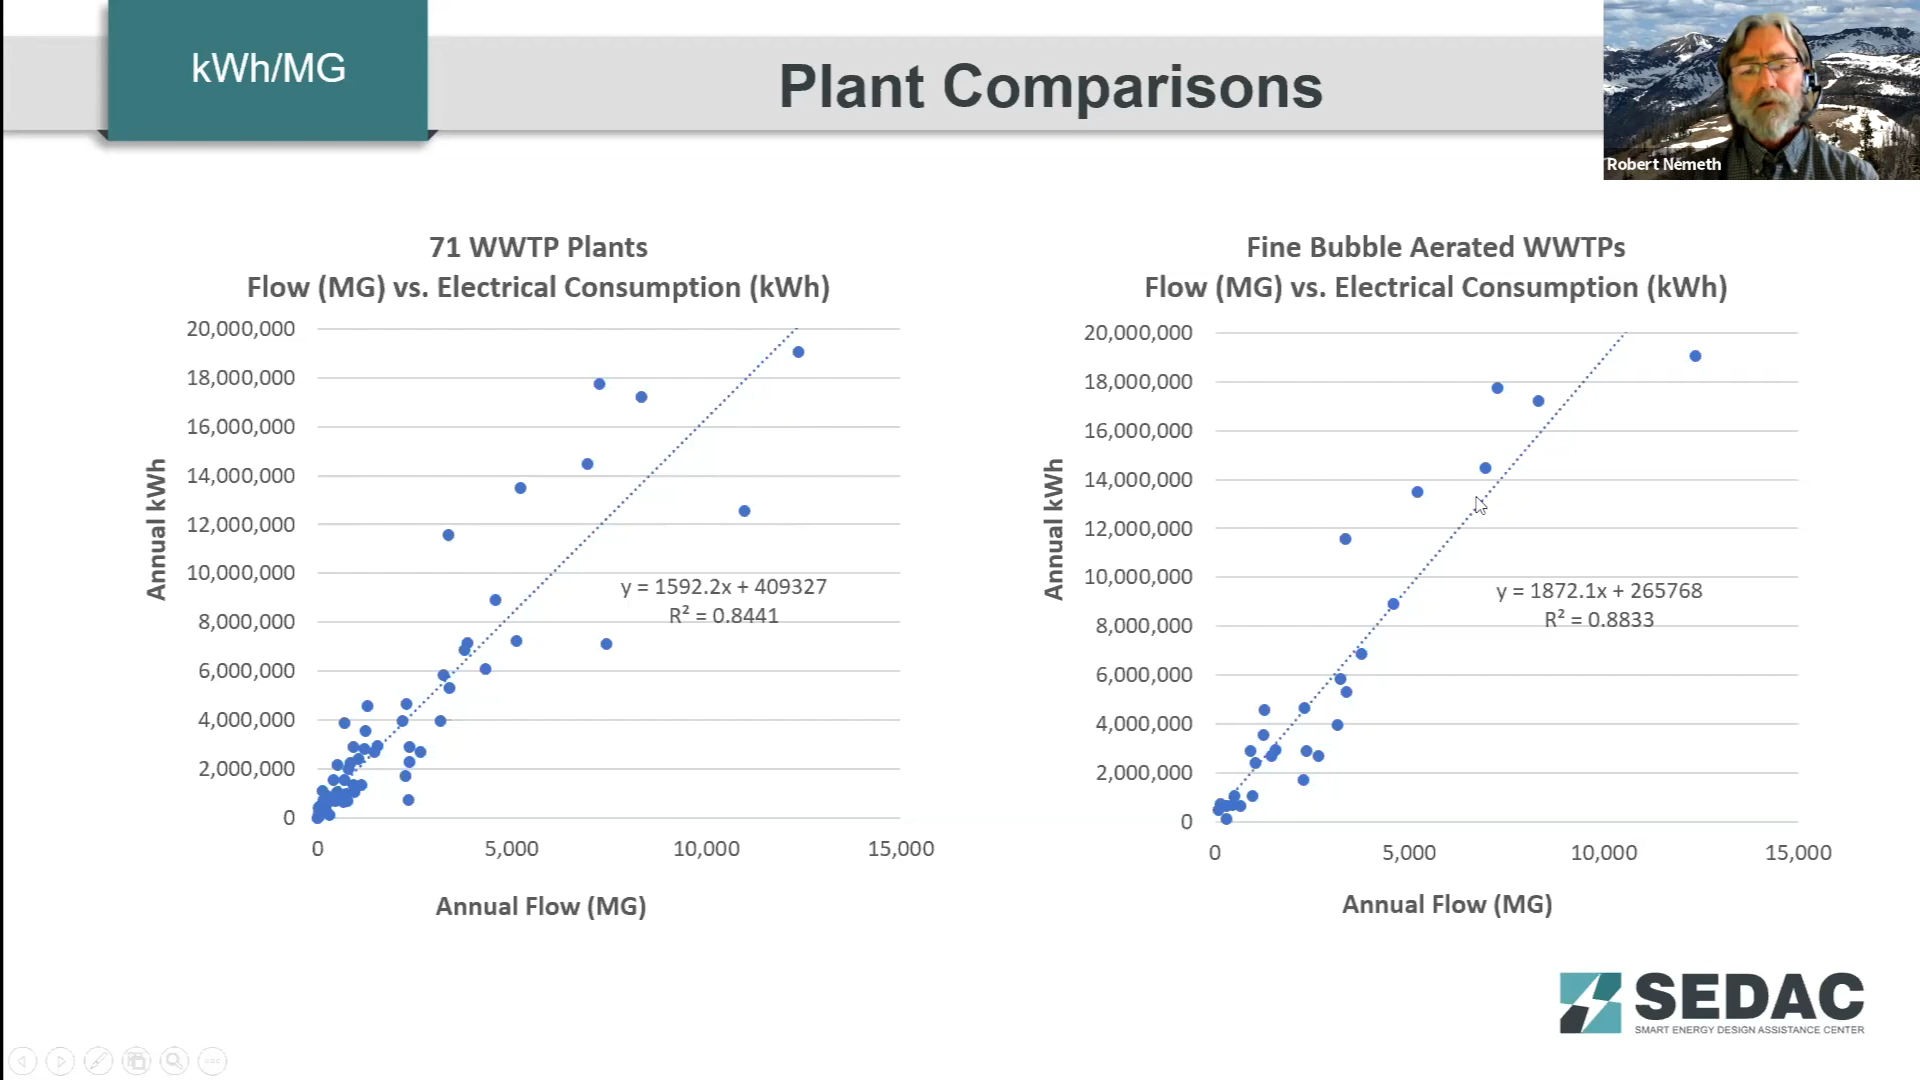 kWh/MG
Plant Comparisons
Robert Nemeth
71 WWTP Plants
Flow (MG) vs. Electrical Consumption (kWh)
20,000,000
18,000,000
16,000,000
14,000,000
12,000,000
10,000,000
8,000,000
6,000,000
4,000,000
2,000,000
0
Annual kWh
y = 1592.2x + 409327
R² = 0.8441
0 5,000 10,000 15,000
Annual Flow (MG)
Fine Bubble Aerated WWTPs
Flow (MG) vs. Electrical Consumption (kWh)
20,000,000
18,000,000
16,000,000
14,000,000
12,000,000
10,000,000
8,000,000
6,000,000
4,000,000
2,000,000
0
Annual kWh
y = 1872.1x + 265768
R² = 0.8833
0 5,000 10,000 15,000
Annual Flow (MG)
SEDAC
SMART ENERGY DESIGN ASSISTANCE CENTER